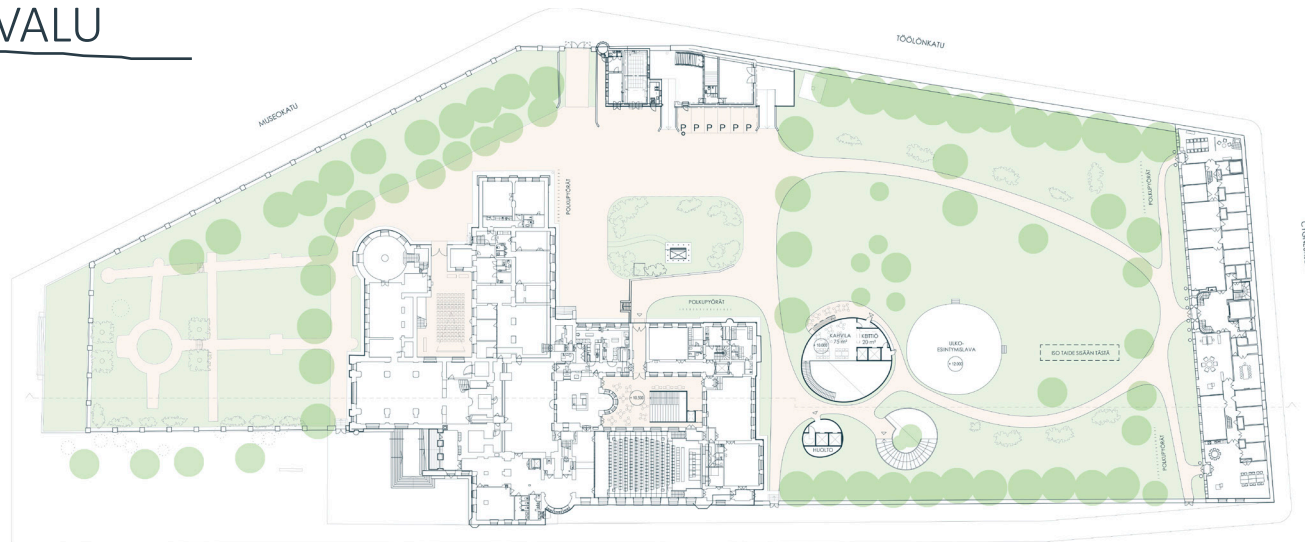 VALU
TÖÖLÖNKATU
MUSEOKATU
P P P P P P
POLKUPYÖRÄT
POLKUPYÖRÄT
POLKUPYÖRÄT
KAHVILA
75 m²
KEITTIÖ
20 m²
ULKO-
ESIINTYMISLAVA
ISO TAIDE SISÄÄN TÄSTÄ
HUOLTO
POLKUPYÖRÄT